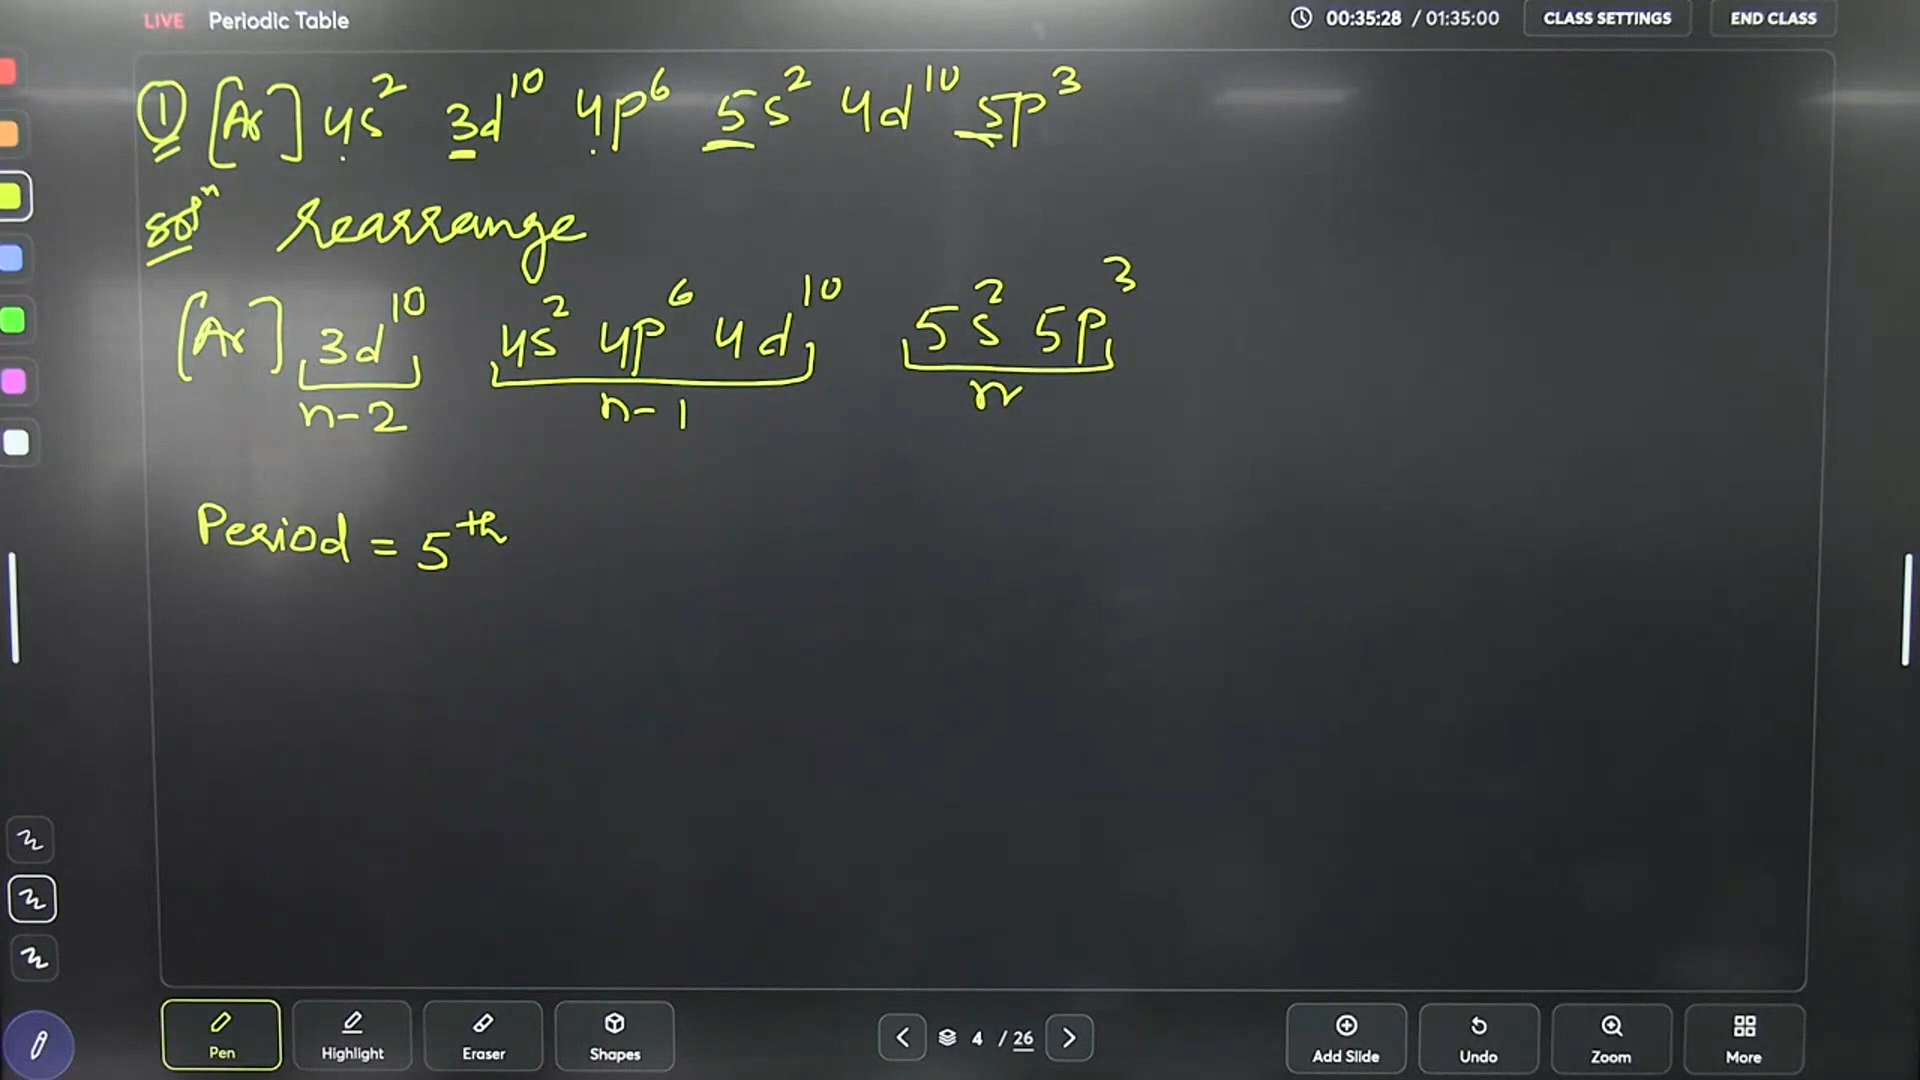 LIVE Periodic Table 00:35:28 / 01:35:00 CLASS SETTINGS END CLASS
① [Ar] 4s² 3d¹⁰ 4p⁶ 5s² 4d¹⁰ 5p³
solⁿ rearrange
[Ar] 3d¹⁰ 4s² 4p⁶ 4d¹⁰ 5s² 5p³
n-2 n-1 n
Period = 5th
Pen Highlight Eraser Shapes 4 / 26 Add Slide Undo Zoom More